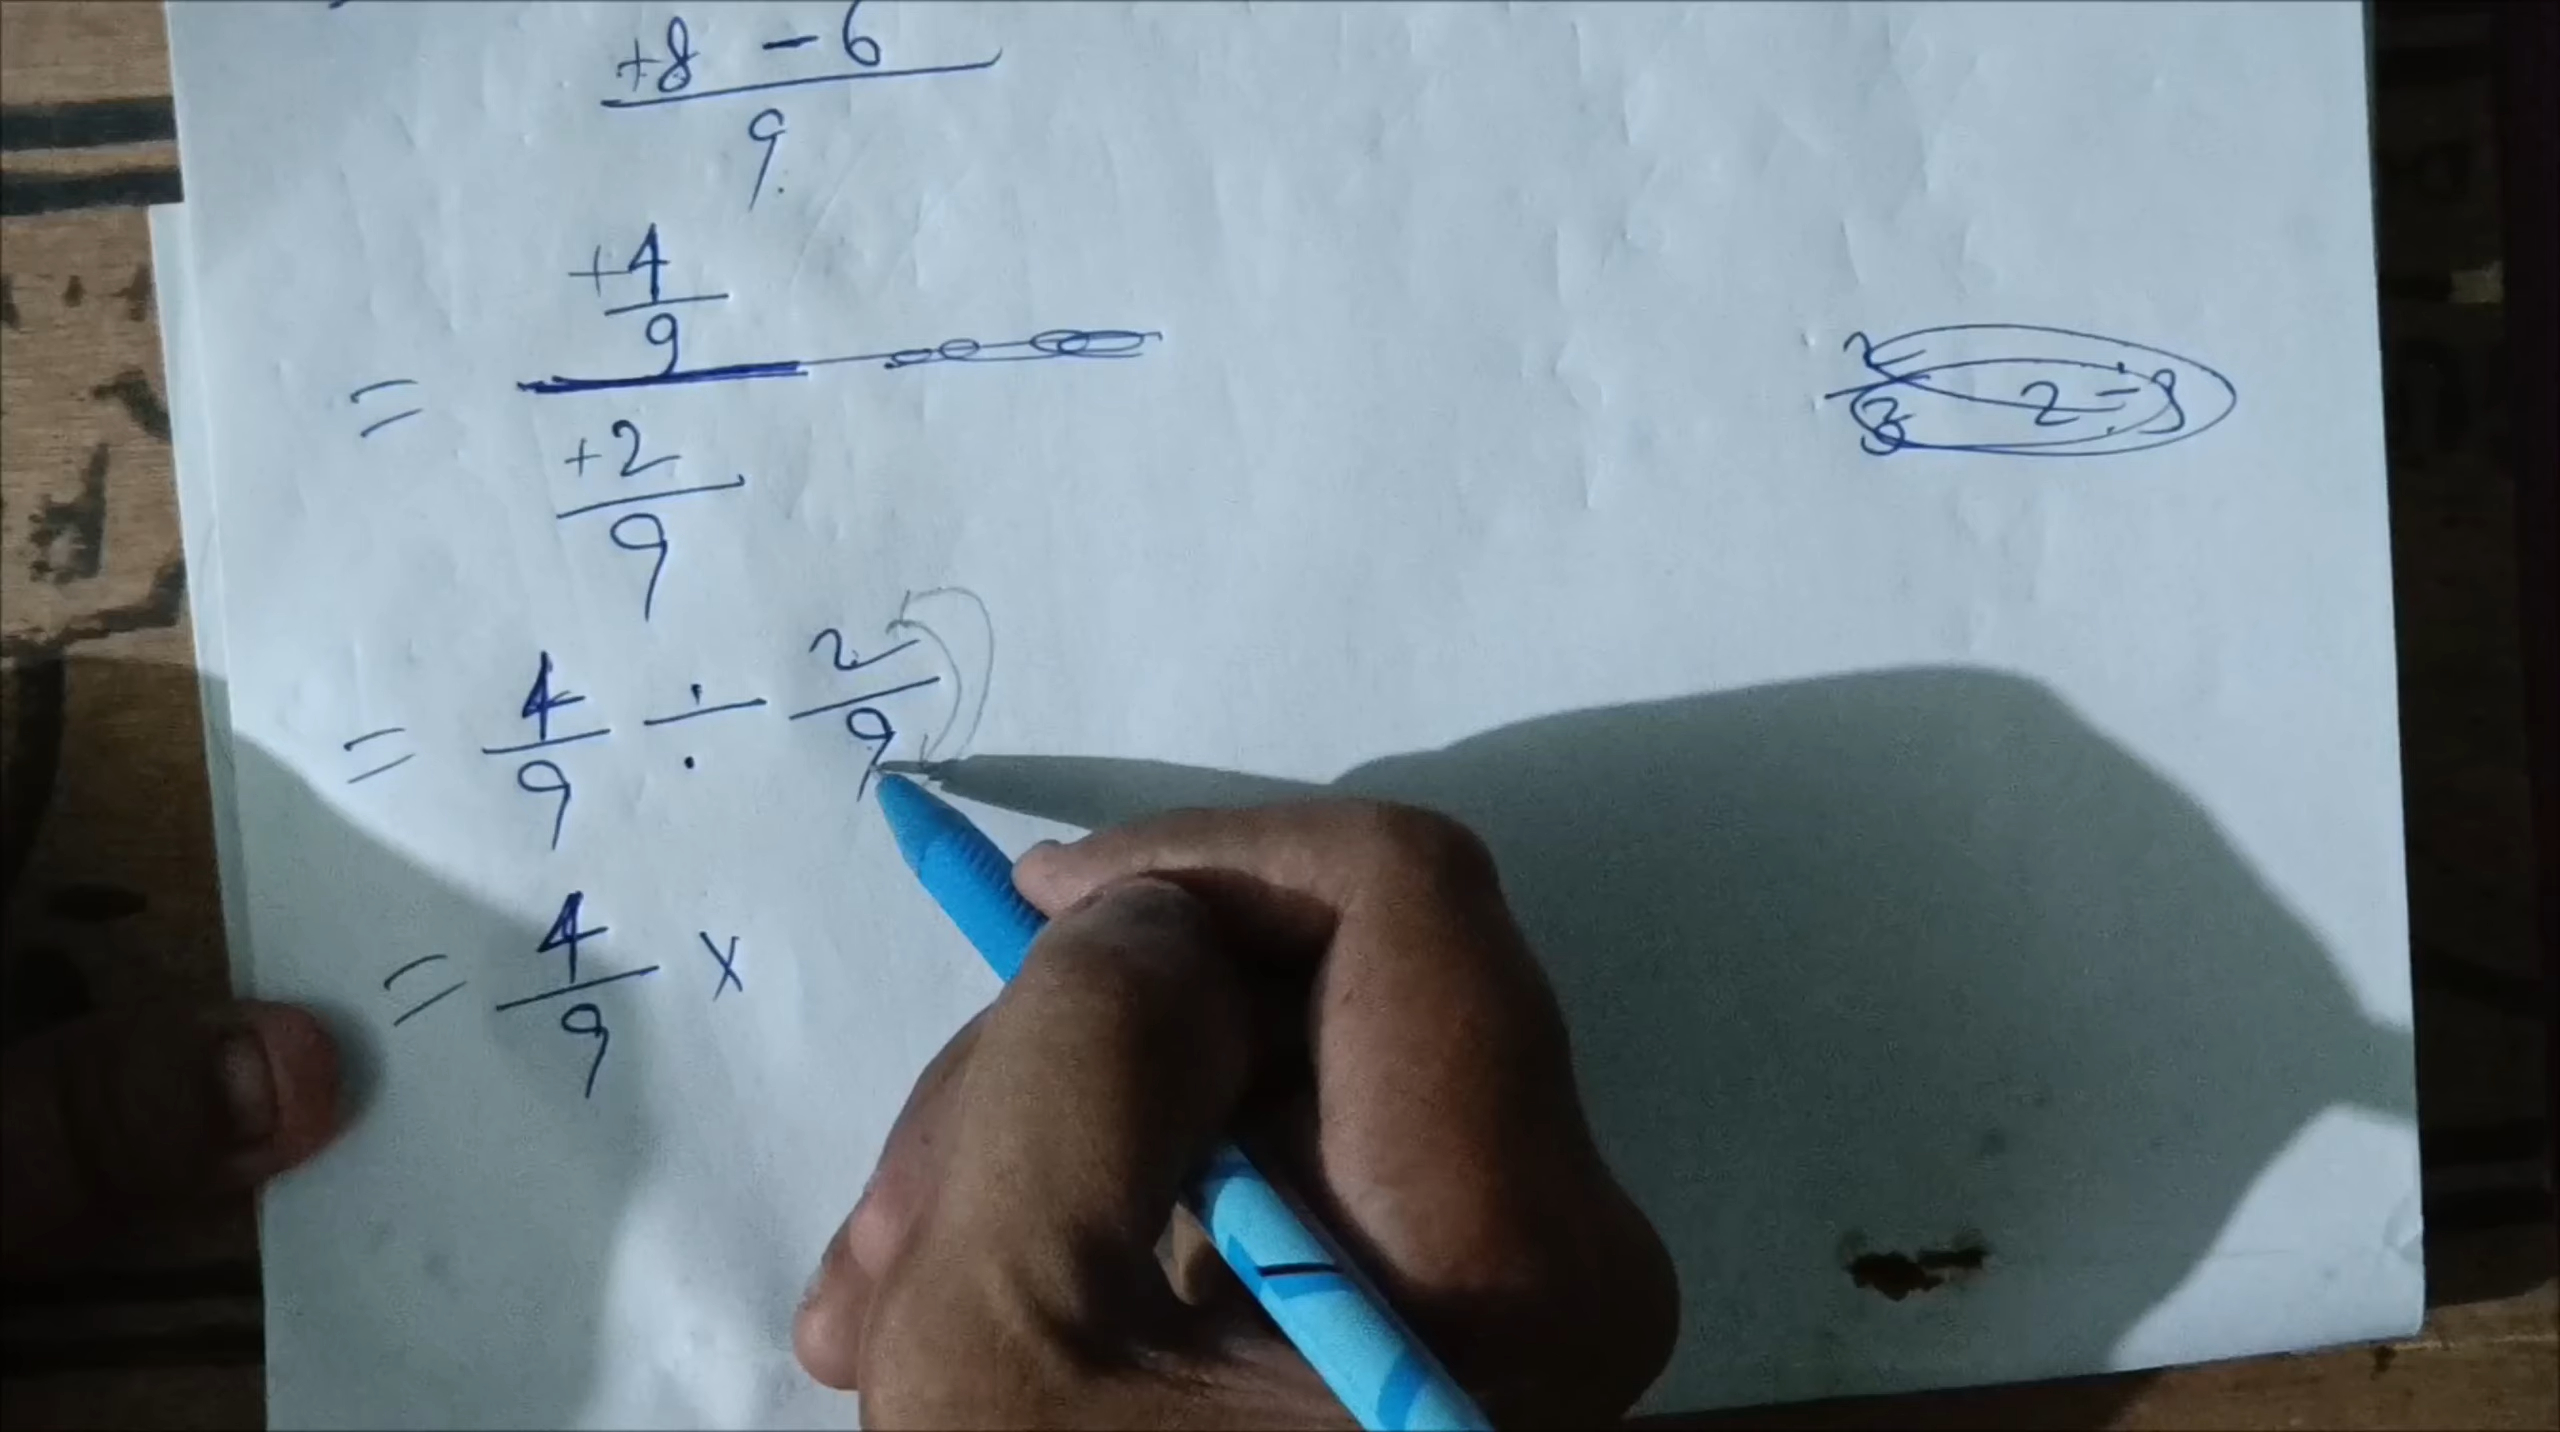 +8 - 6
9
+4
9
=
+2
9
= 4/9 ÷ 2/9
= 4/9 ×
2
3
2 ÷ 3